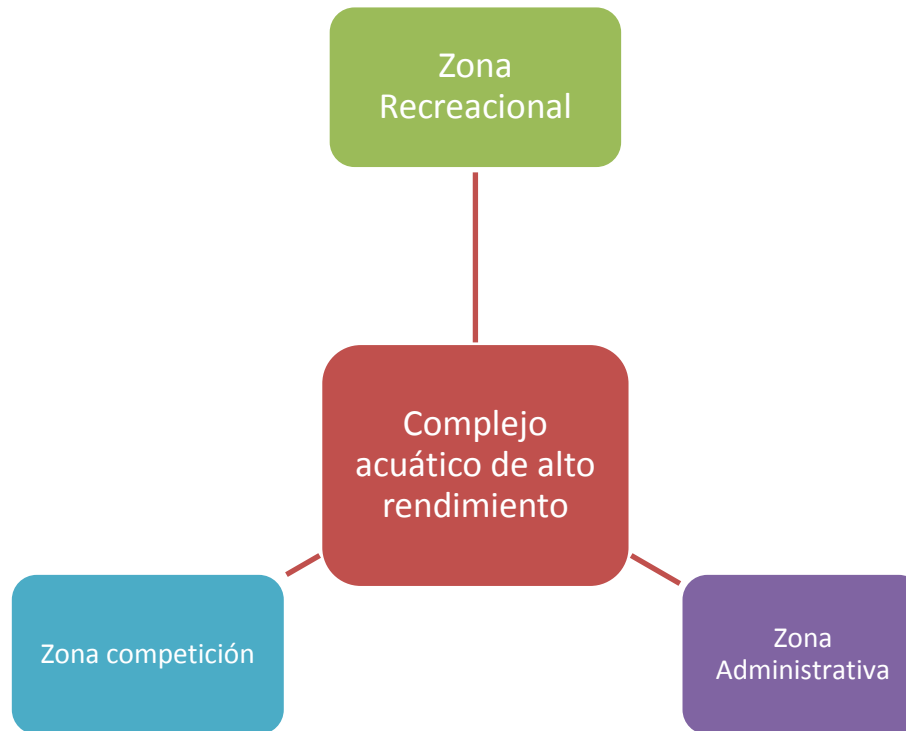 Zona
Recreacional
Complejo
acuático de alto
rendimiento
Zona competición
Zona
Administrativa